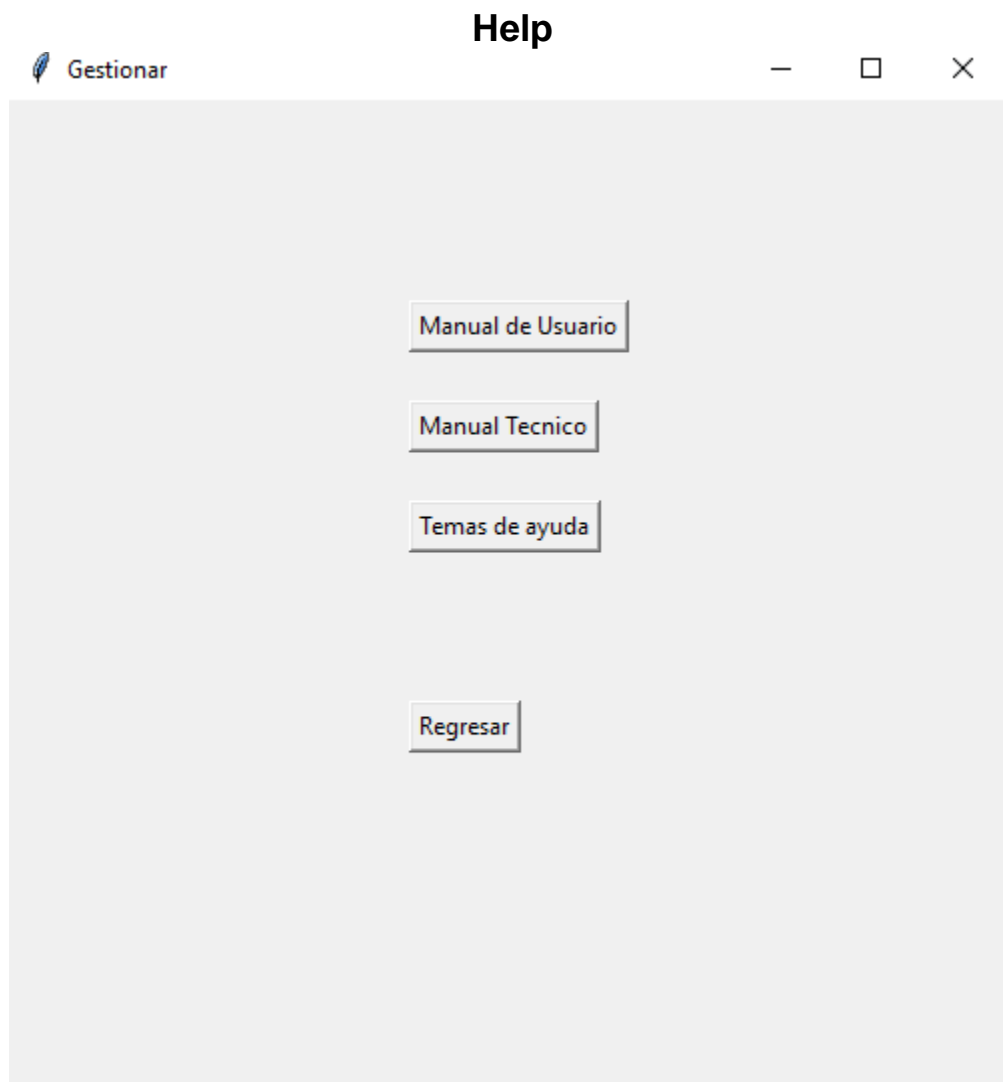 Help
Gestionar
Manual de Usuario
Manual Tecnico
Temas de ayuda
Regresar